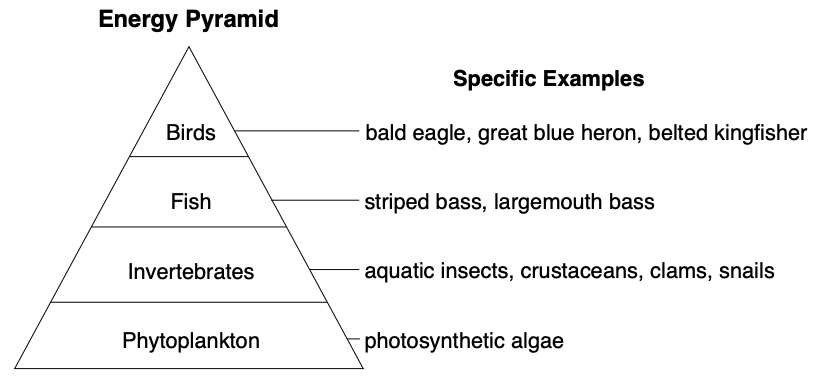 Energy Pyramid
Specific Examples
Birds
bald eagle, great blue heron, belted kingfisher
Fish
striped bass, largemouth bass
Invertebrates
aquatic insects, crustaceans, clams, snails
Phytoplankton
photosynthetic algae